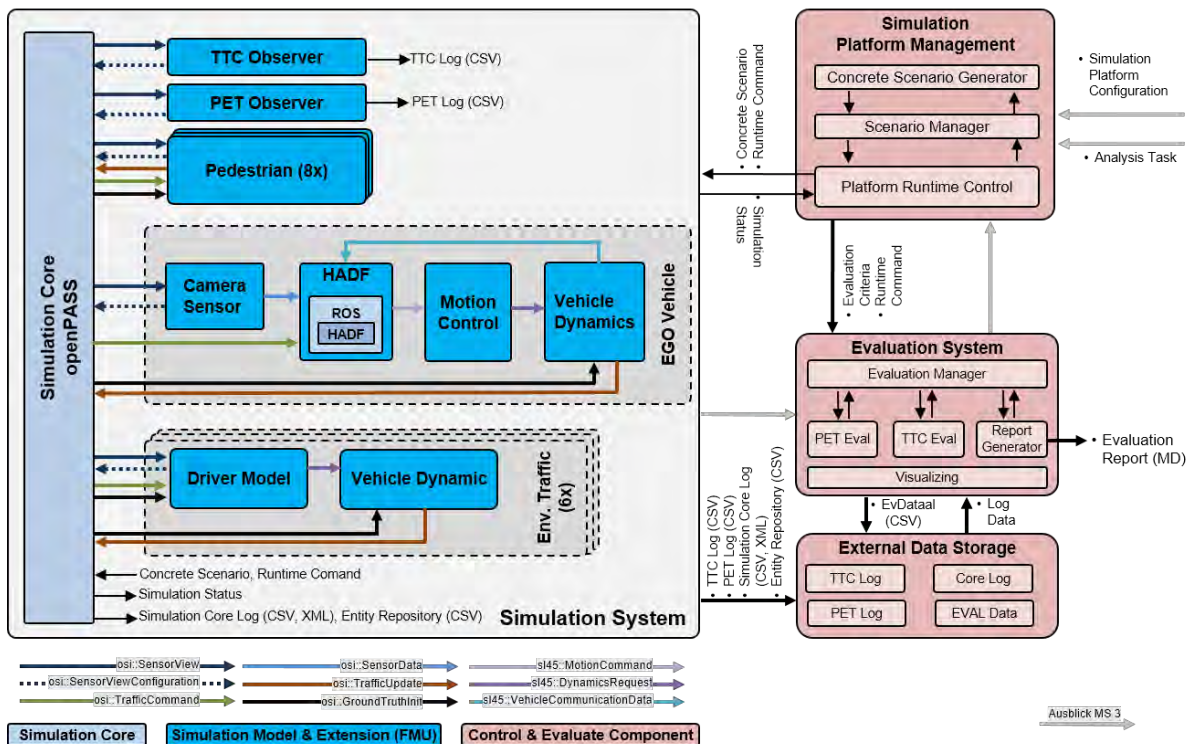 Simulation Core
openPASS
TTC Observer
TTC Log (CSV)
PET Observer
PET Log (CSV)
Pedestrian (8x)
Camera
Sensor
HADF
ROS
HADF
Motion
Control
Vehicle
Dynamics
EGO Vehicle
Driver Model
Vehicle Dynamic
Env. Traffic
(6x)
Concrete Scenario, Runtime Comand
Simulation Status
Simulation Core Log (CSV, XML), Entity Repository (CSV)
Simulation System
• Concrete Scenario
• Runtime Command
• Simulation
Status
Simulation
Platform Management
Concrete Scenario Generator
Scenario Manager
Platform Runtime Control
• Simulation
Platform
Configuration
• Analysis Task
• Evaluation
Criteria
• Runtime
Command
Evaluation System
Evaluation Manager
PET Eval
TTC Eval
Report
Generator
Visualizing
• Evaluation
Report (MD)
• EvDataal
(CSV)
• Log
Data
• TTC Log (CSV)
• PET Log (CSV)
• Simulation Core Log
(CSV, XML)
• Entity Repository (CSV)
External Data Storage
TTC Log
Core Log
PET Log
EVAL Data
osi::SensorView
osi::SensorData
sl45::MotionCommand
osi::SensorViewConfiguration
osi::TrafficUpdate
sl45::DynamicsRequest
osi::TrafficCommand
osi::GroundTruthInit
sl45::VehicleCommunicationData
Ausblick MS 3
Simulation Core
Simulation Model & Extension (FMU)
Control & Evaluate Component